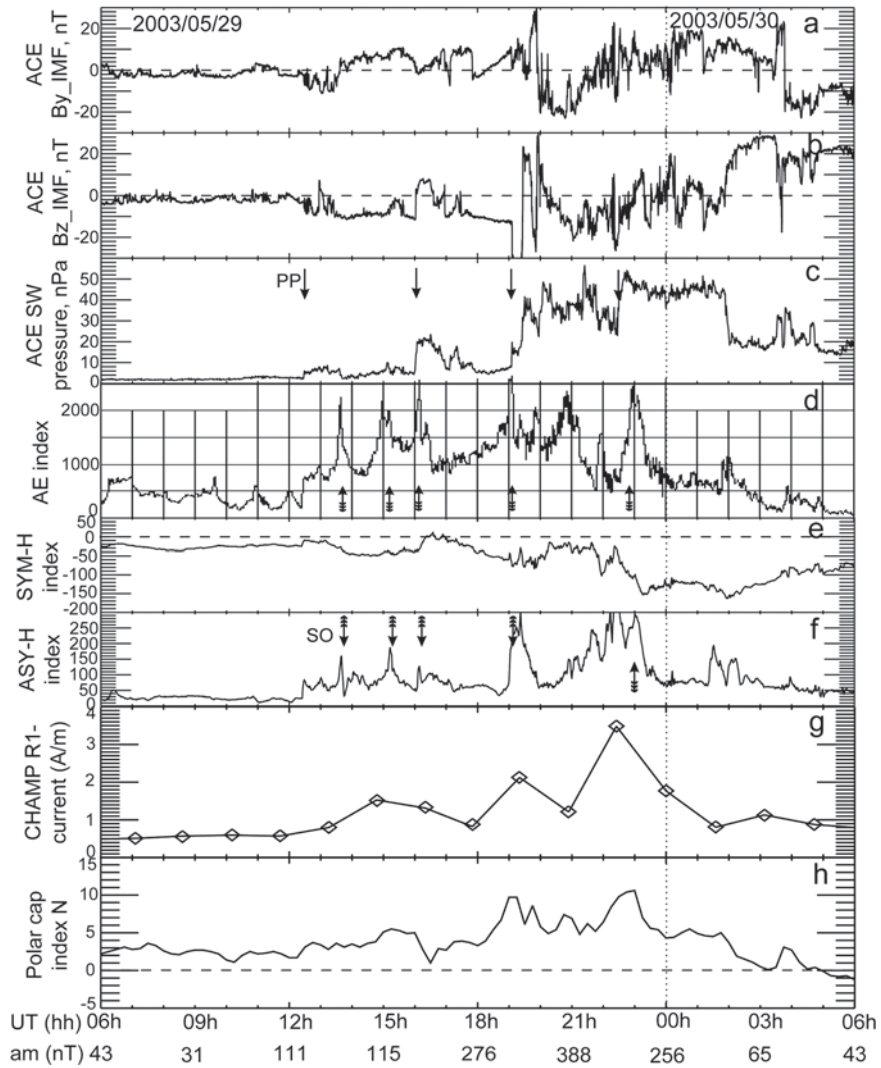 2003/05/29
2003/05/30
a
ACE
By_IMF, nT
20
0
-20
b
ACE
Bz_IMF, nT
20
0
-20
c
PP
ACE SW
pressure, nPa
50
40
30
20
10
0
d
AE index
2000
1000
0
e
SYM-H
index
50
0
-50
-100
-150
-200
f
SO
ASY-H
index
250
200
150
100
50
0
g
CHAMP R1-
current (A/m)
4
3
2
1
0
h
Polar cap
index N
15
10
5
0
-5
UT (hh) 06h 09h 12h 15h 18h 21h 00h 03h 06h
am (nT) 43 31 111 115 276 388 256 65 43